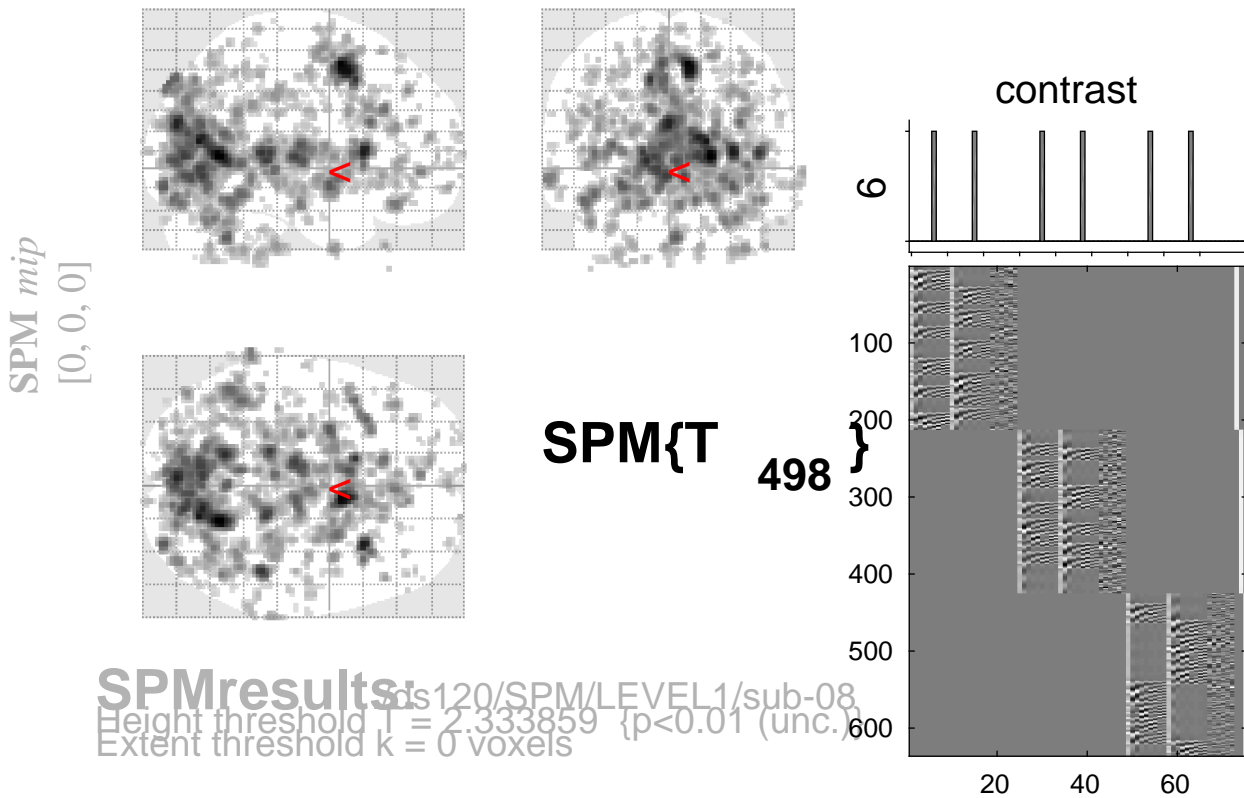 contrast
6
SPM mip
[0, 0, 0]
<
<
<
SPM{T498}
100
200
300
400
500
600
20 40 60
SPMresults: /ds120/SPM/LEVEL1/sub-08
Height threshold T = 2.333859 {p<0.01 (unc.)}
Extent threshold k = 0 voxels